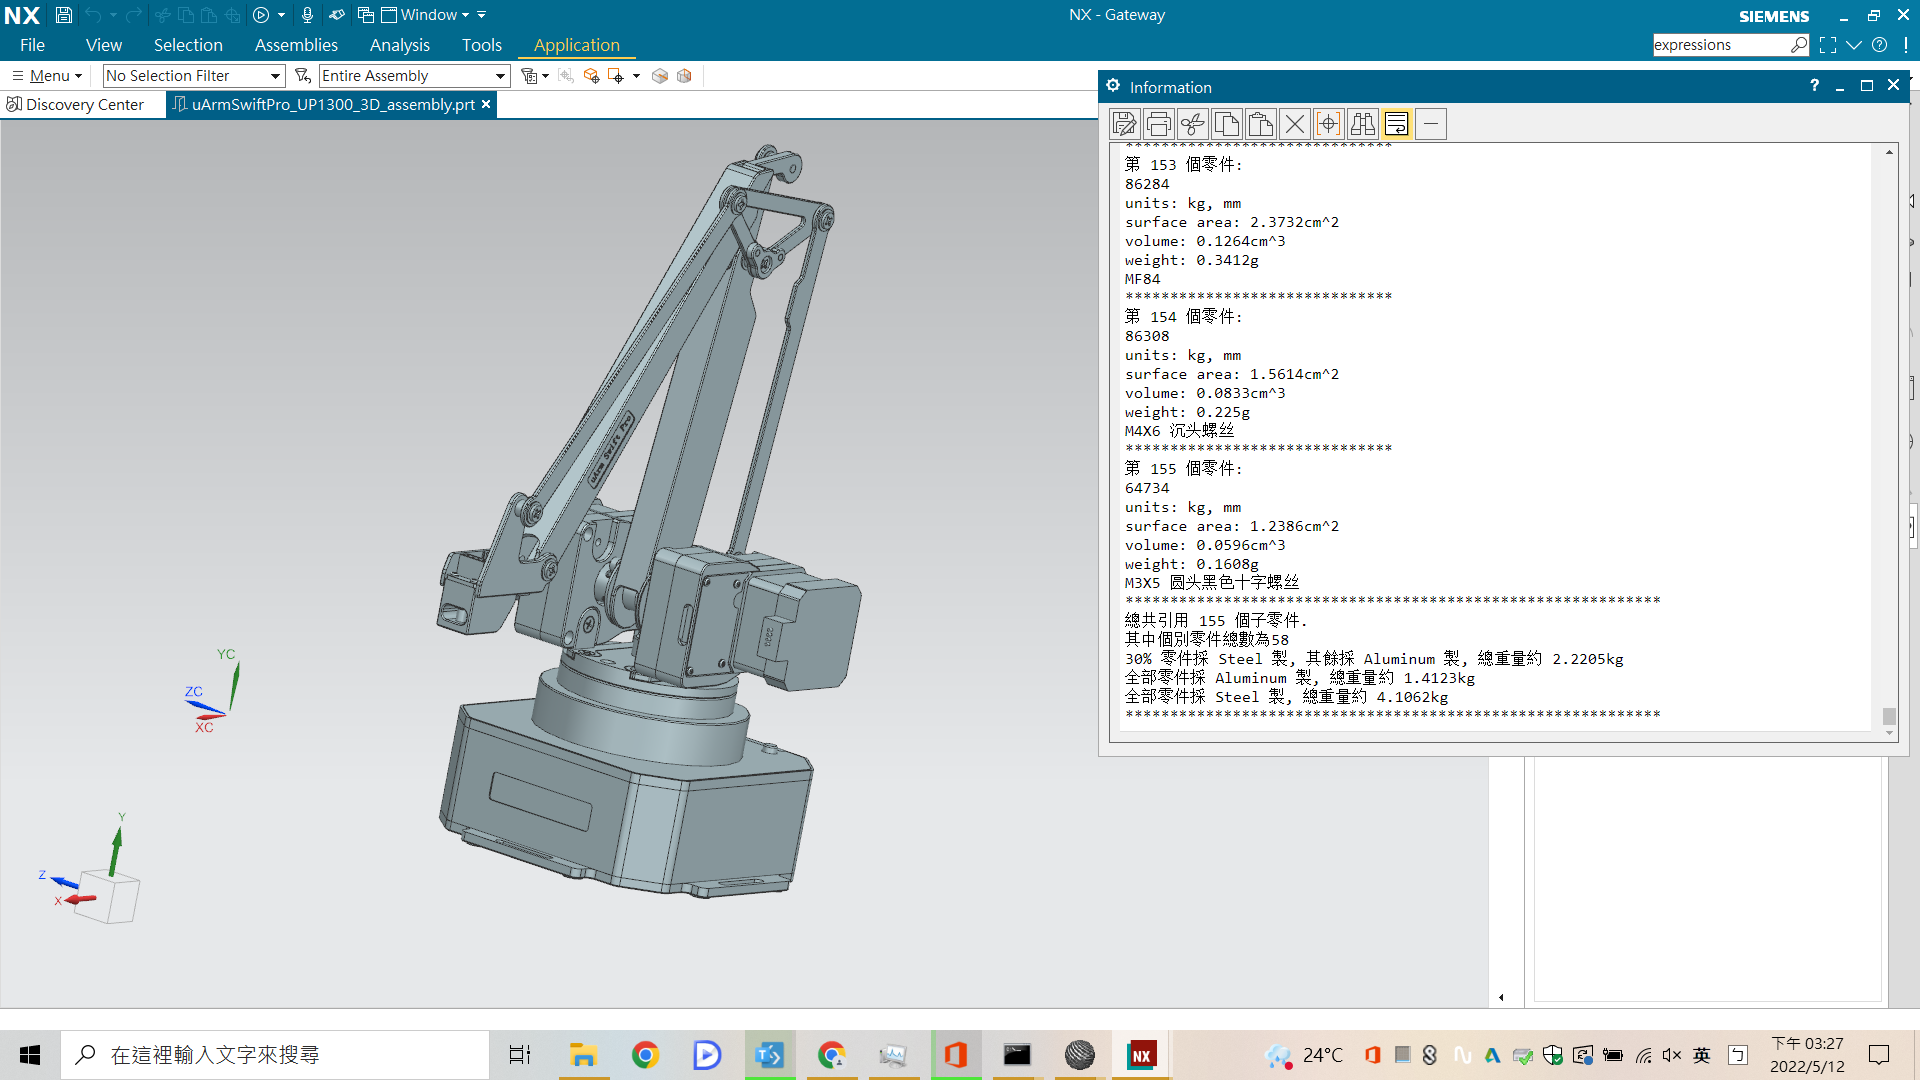 NX
Window
NX - Gateway
SIEMENS
File
View
Selection
Assemblies
Analysis
Tools
Application
expressions
Menu
No Selection Filter
Entire Assembly
Discovery Center
uArmSwiftPro_UP1300_3D_assembly.prt
Information
******************************
第 153 個零件:
86284
units: kg, mm
surface area: 2.3732cm^2
volume: 0.1264cm^3
weight: 0.3412g
MF84
******************************
第 154 個零件:
86308
units: kg, mm
surface area: 1.5614cm^2
volume: 0.0833cm^3
weight: 0.225g
M4X6 沉头螺丝
******************************
第 155 個零件:
64734
units: kg, mm
surface area: 1.2386cm^2
volume: 0.0596cm^3
weight: 0.1608g
M3X5 圆头黑色十字螺丝
************************************************************
總共引用 155 個子零件.
其中個別零件總數為58
30% 零件採 Steel 製, 其餘採 Aluminum 製, 總重量約 2.2205kg
全部零件採 Aluminum 製, 總重量約 1.4123kg
全部零件採 Steel 製, 總重量約 4.1062kg
************************************************************
uArm Swift Pro
YC
ZC
XC
Y
Z
X
在這裡輸入文字來搜尋
NX
24°C
英
下午 03:27
2022/5/12